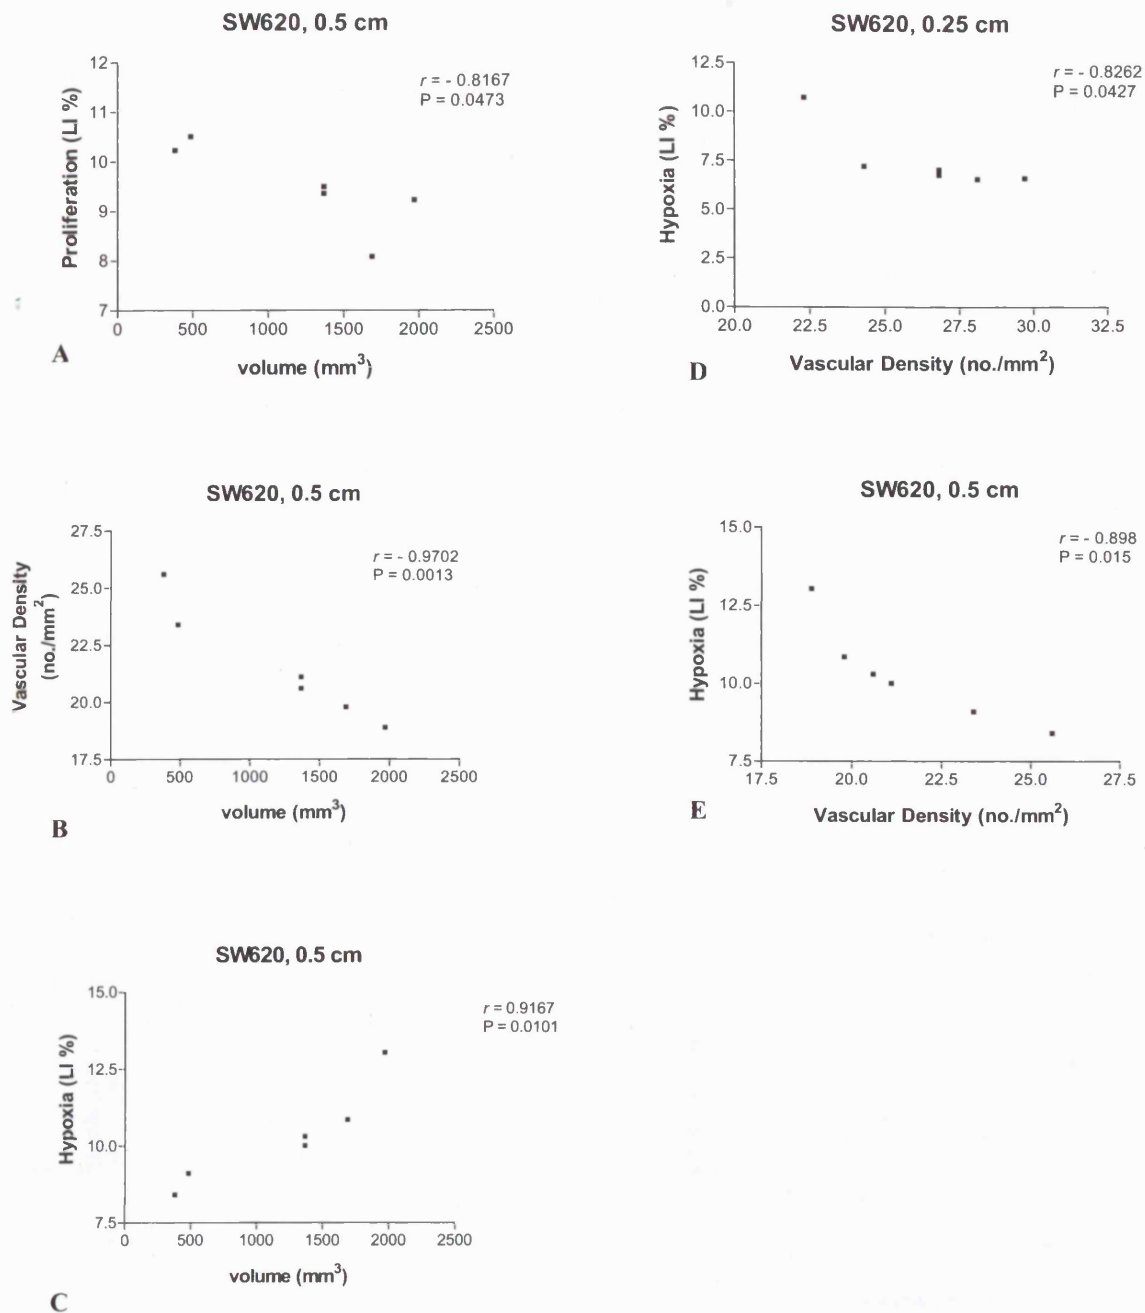 SW620, 0.5 cm
r = - 0.8167
P = 0.0473
Proliferation (LI %)
12
11
10
9
8
7
0 500 1000 1500 2000 2500
volume (mm³)
A
SW620, 0.25 cm
r = - 0.8262
P = 0.0427
Hypoxia (LI %)
12.5
10.0
7.5
5.0
2.5
0.0
20.0 22.5 25.0 27.5 30.0 32.5
Vascular Density (no./mm²)
D
SW620, 0.5 cm
r = - 0.9702
P = 0.0013
Vascular Density
(no./mm²)
27.5
25.0
22.5
20.0
17.5
0 500 1000 1500 2000 2500
volume (mm³)
B
SW620, 0.5 cm
r = - 0.898
P = 0.015
Hypoxia (LI %)
15.0
12.5
10.0
7.5
17.5 20.0 22.5 25.0 27.5
Vascular Density (no./mm²)
E
SW620, 0.5 cm
r = 0.9167
P = 0.0101
Hypoxia (LI %)
15.0
12.5
10.0
7.5
0 500 1000 1500 2000 2500
volume (mm³)
C